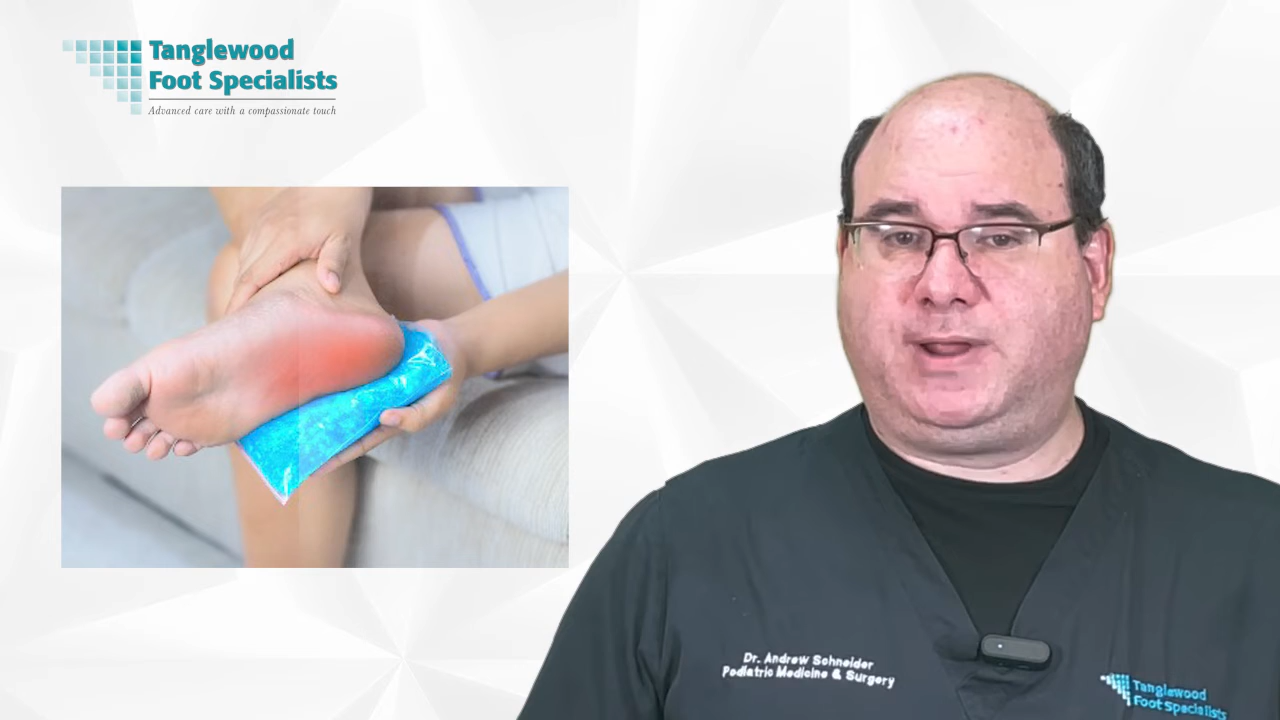 Tanglewood
Foot Specialists
Advanced care with a compassionate touch
Dr. Andrew Schneider
Podiatric Medicine & Surgery
Tanglewood
Foot Specialists